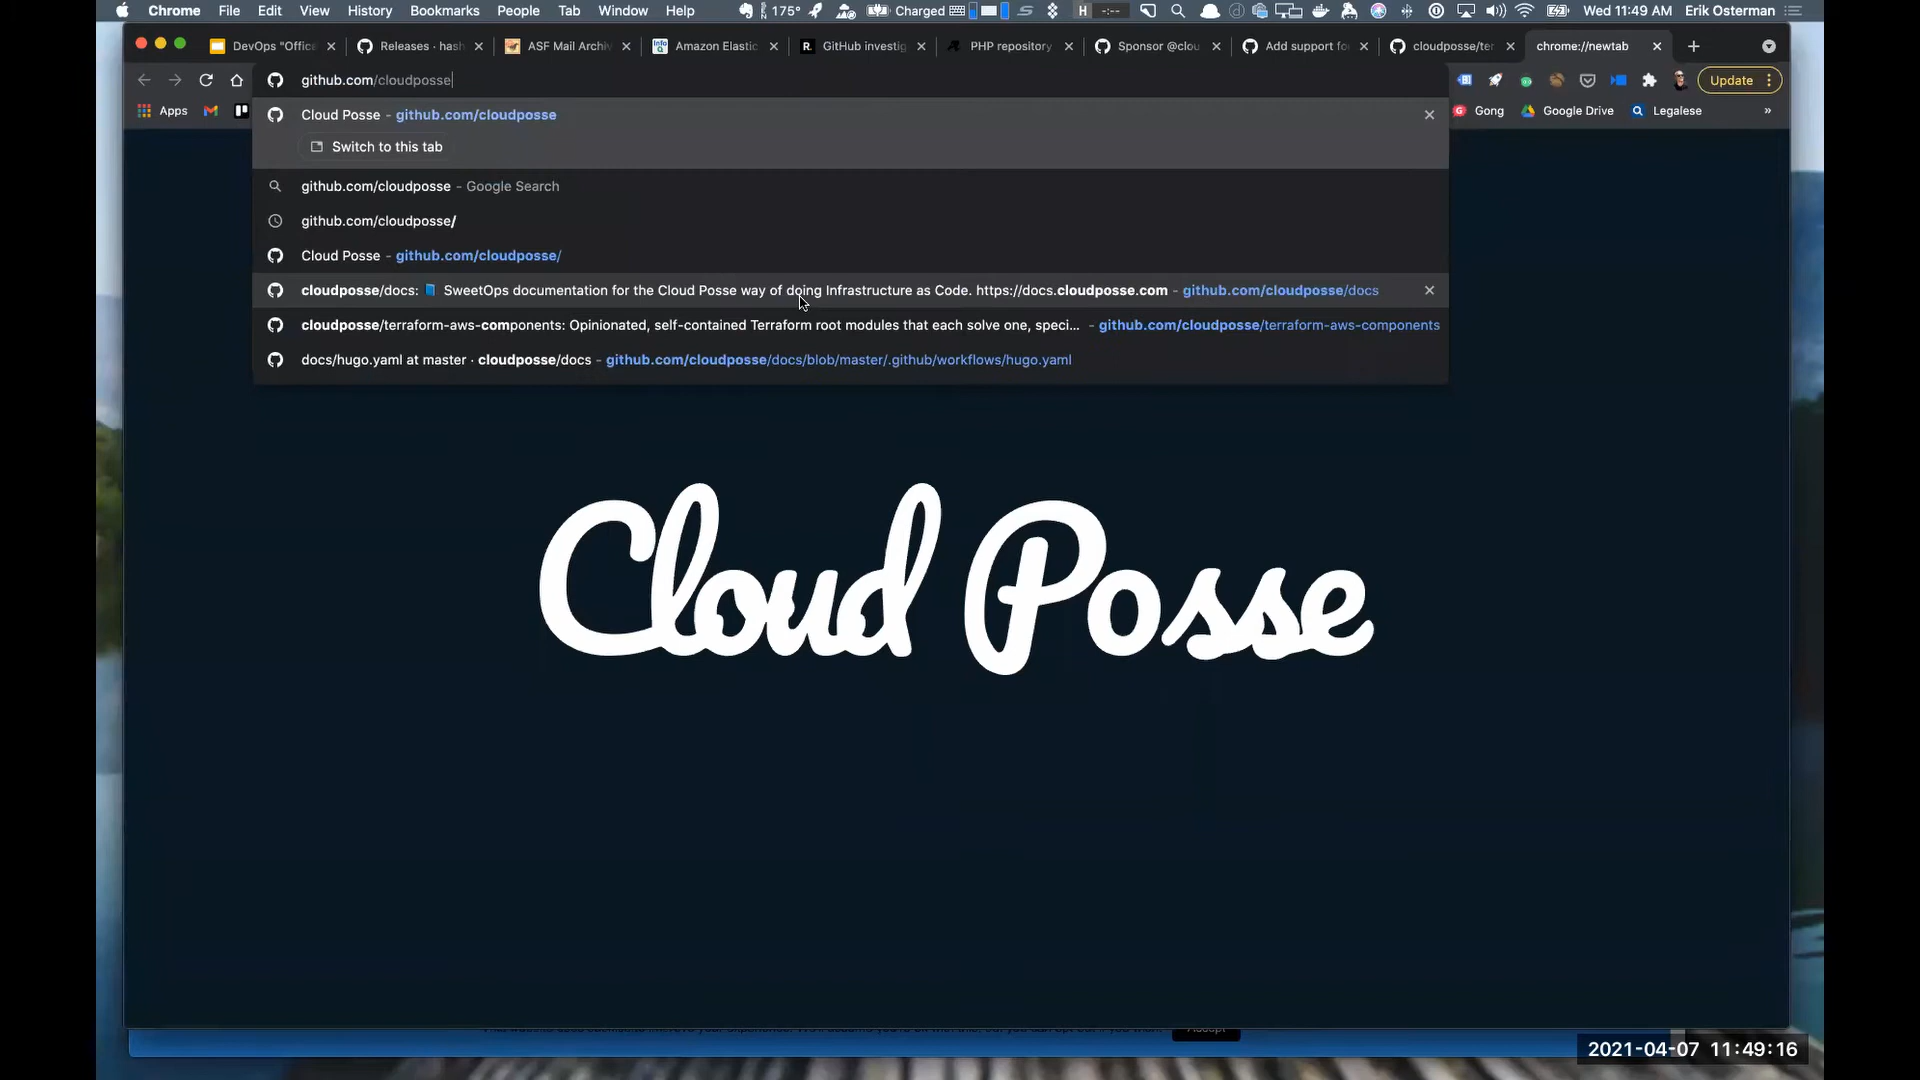 Chrome File Edit View History Bookmarks People Tab Window Help 175° Charged H -:-- Wed 11:49 AM Erik Osterman
DevOps "Office Releases · hash ASF Mail Archiv Amazon Elastic GitHub investig PHP repository Sponsor @clou Add support fo cloudposse/ter chrome://newtab
github.com/cloudposse Update
Apps Gong Google Drive Legalese »
Cloud Posse - github.com/cloudposse
Switch to this tab
github.com/cloudposse - Google Search
github.com/cloudposse/
Cloud Posse - github.com/cloudposse/
cloudposse/docs: 📘 SweetOps documentation for the Cloud Posse way of doing Infrastructure as Code. https://docs.cloudposse.com - github.com/cloudposse/docs
cloudposse/terraform-aws-components: Opinionated, self-contained Terraform root modules that each solve one, speci... - github.com/cloudposse/terraform-aws-components
docs/hugo.yaml at master · cloudposse/docs - github.com/cloudposse/docs/blob/master/.github/workflows/hugo.yaml
Cloud Posse
2021-04-07 11:49:16